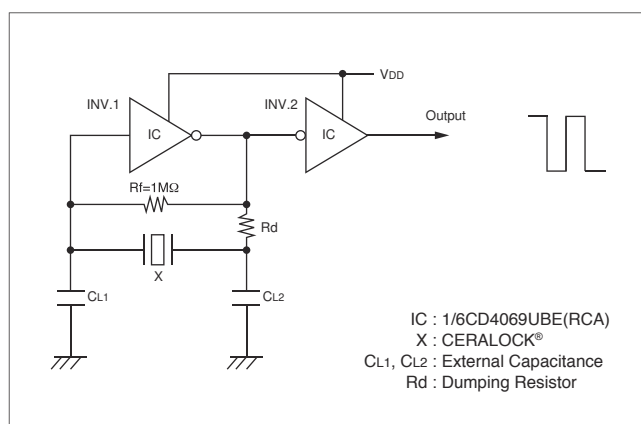 VDD
INV.1
INV.2
Output
IC
IC
Rf=1MΩ
Rd
X
CL1
CL2
IC : 1/6CD4069UBE(RCA)
X : CERALOCK®
CL1, CL2 : External Capacitance
Rd : Dumping Resistor